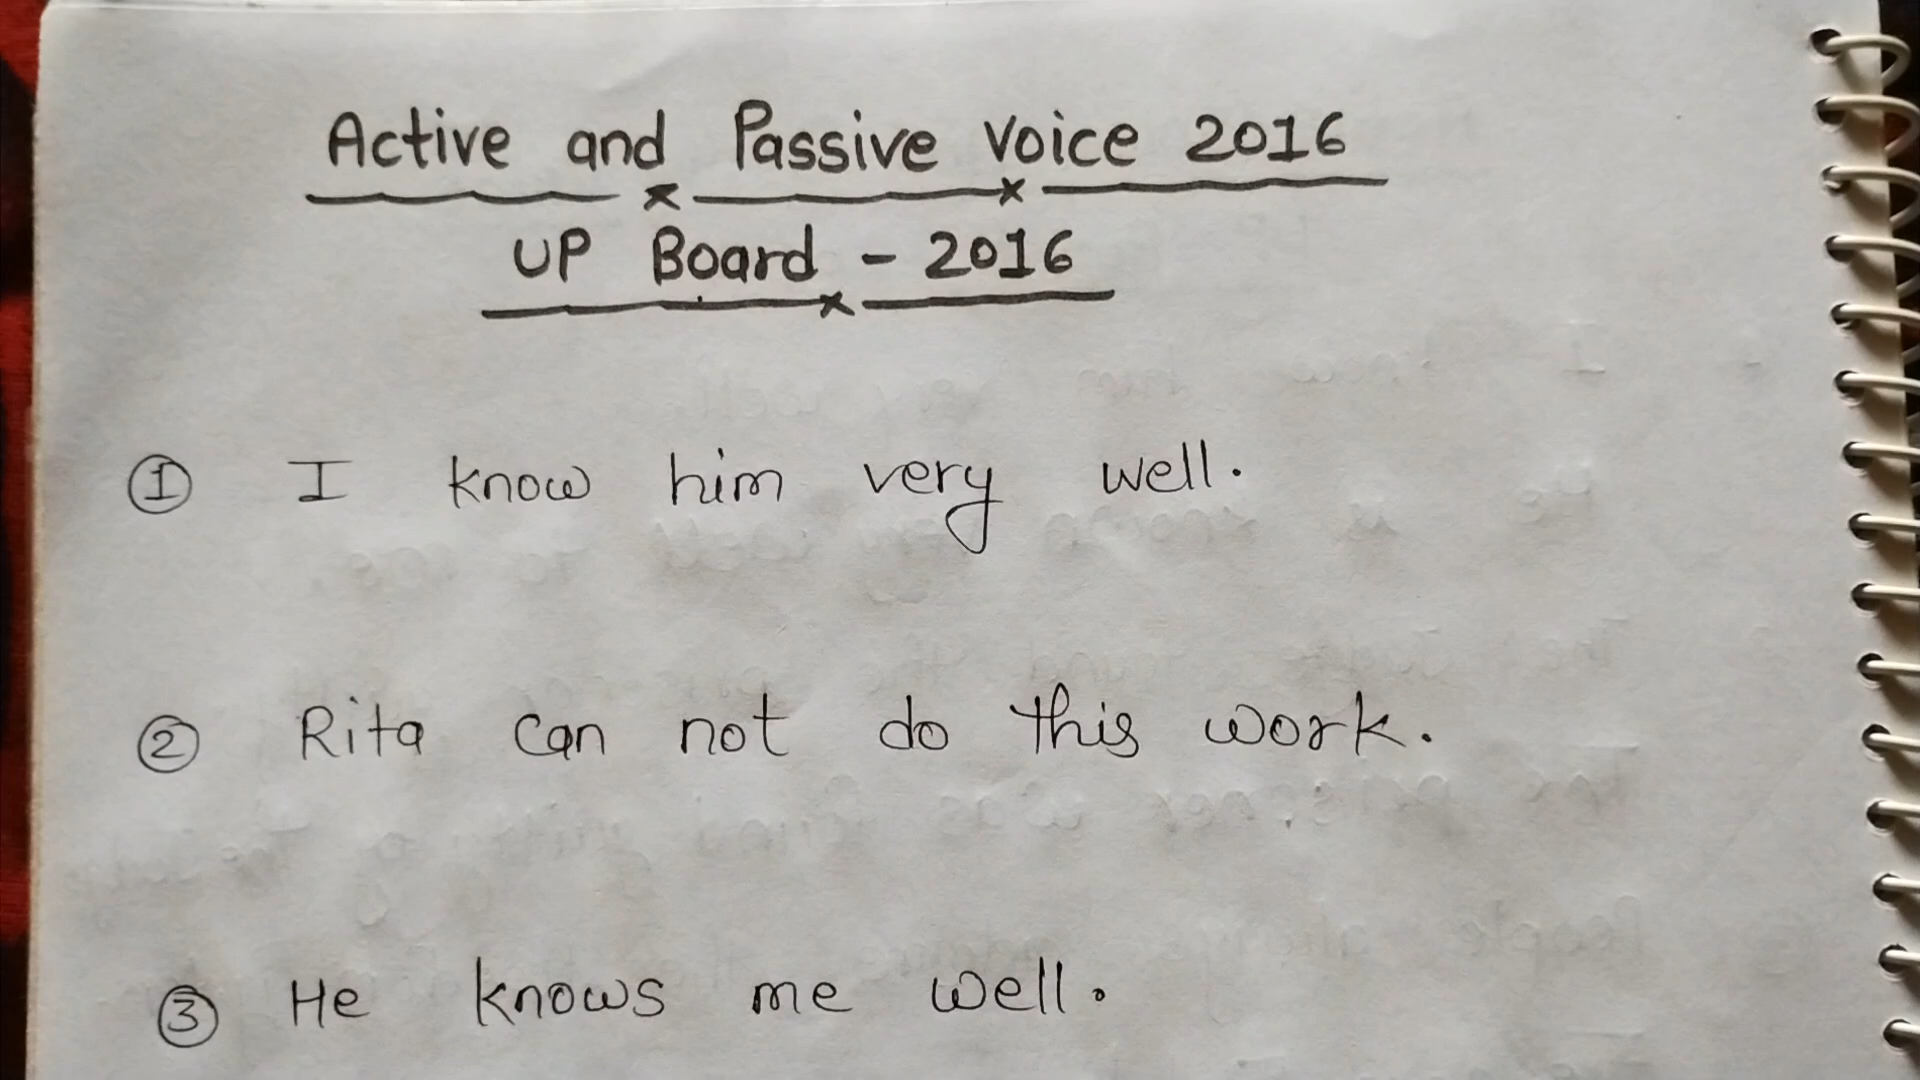 Active and Passive Voice 2016
UP Board - 2016
① I know him very well.
② Rita can not do this work.
③ He knows me well.